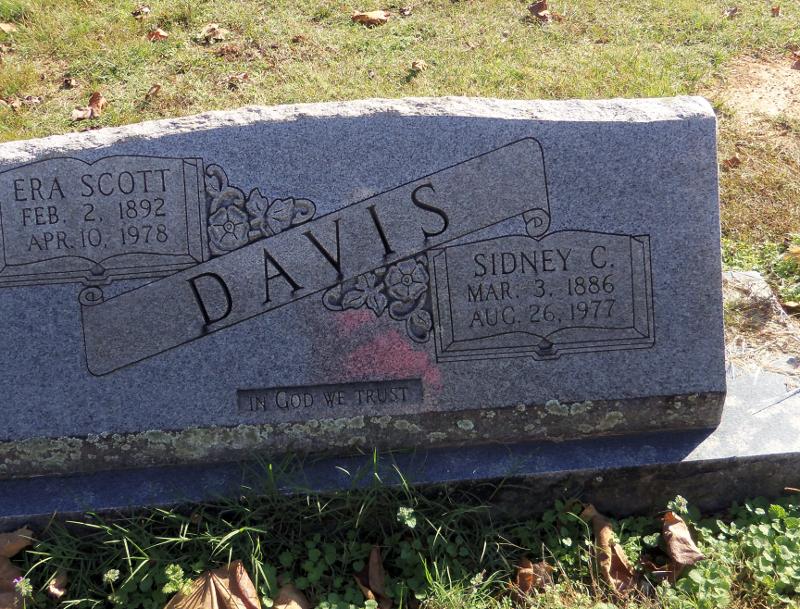 ERA SCOTT
FEB. 2, 1892
APR. 10, 1978
DAVIS
SIDNEY C.
MAR. 3, 1886
AUG. 26, 1977
IN GOD WE TRUST